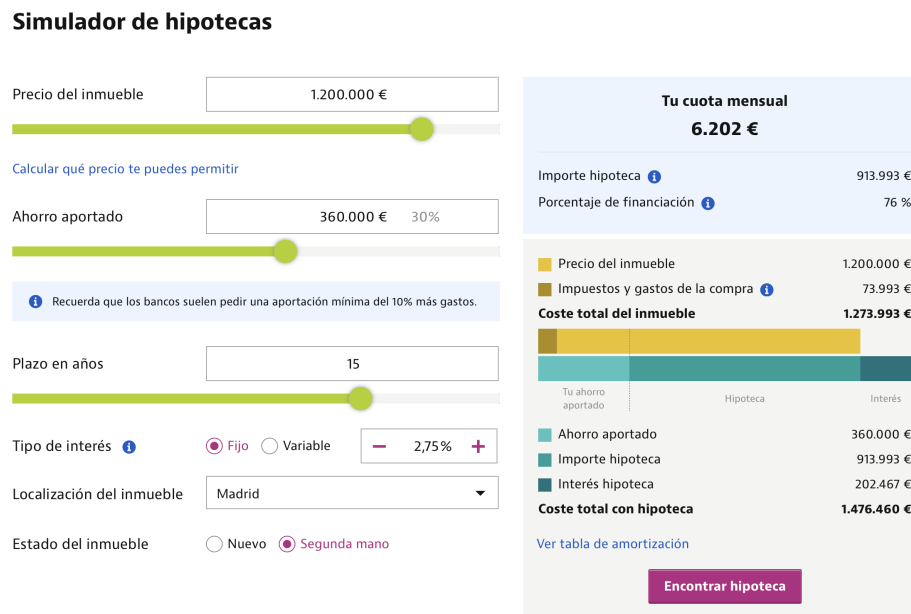 Simulador de hipotecas
Precio del inmueble
1.200.000 €
Calcular qué precio te puedes permitir
Ahorro aportado
360.000 € 30%
Recuerda que los bancos suelen pedir una aportación mínima del 10% más gastos.
Plazo en años
15
Tipo de interés
Fijo Variable
− 2,75% +
Localización del inmueble
Madrid
Estado del inmueble
Nuevo Segunda mano
Tu cuota mensual
6.202 €
Importe hipoteca 913.993 €
Porcentaje de financiación 76 %
Precio del inmueble 1.200.000 €
Impuestos y gastos de la compra 73.993 €
Coste total del inmueble 1.273.993 €
Tu ahorro
aportado
Hipoteca
Interés
Ahorro aportado 360.000 €
Importe hipoteca 913.993 €
Interés hipoteca 202.467 €
Coste total con hipoteca 1.476.460 €
Ver tabla de amortización
Encontrar hipoteca